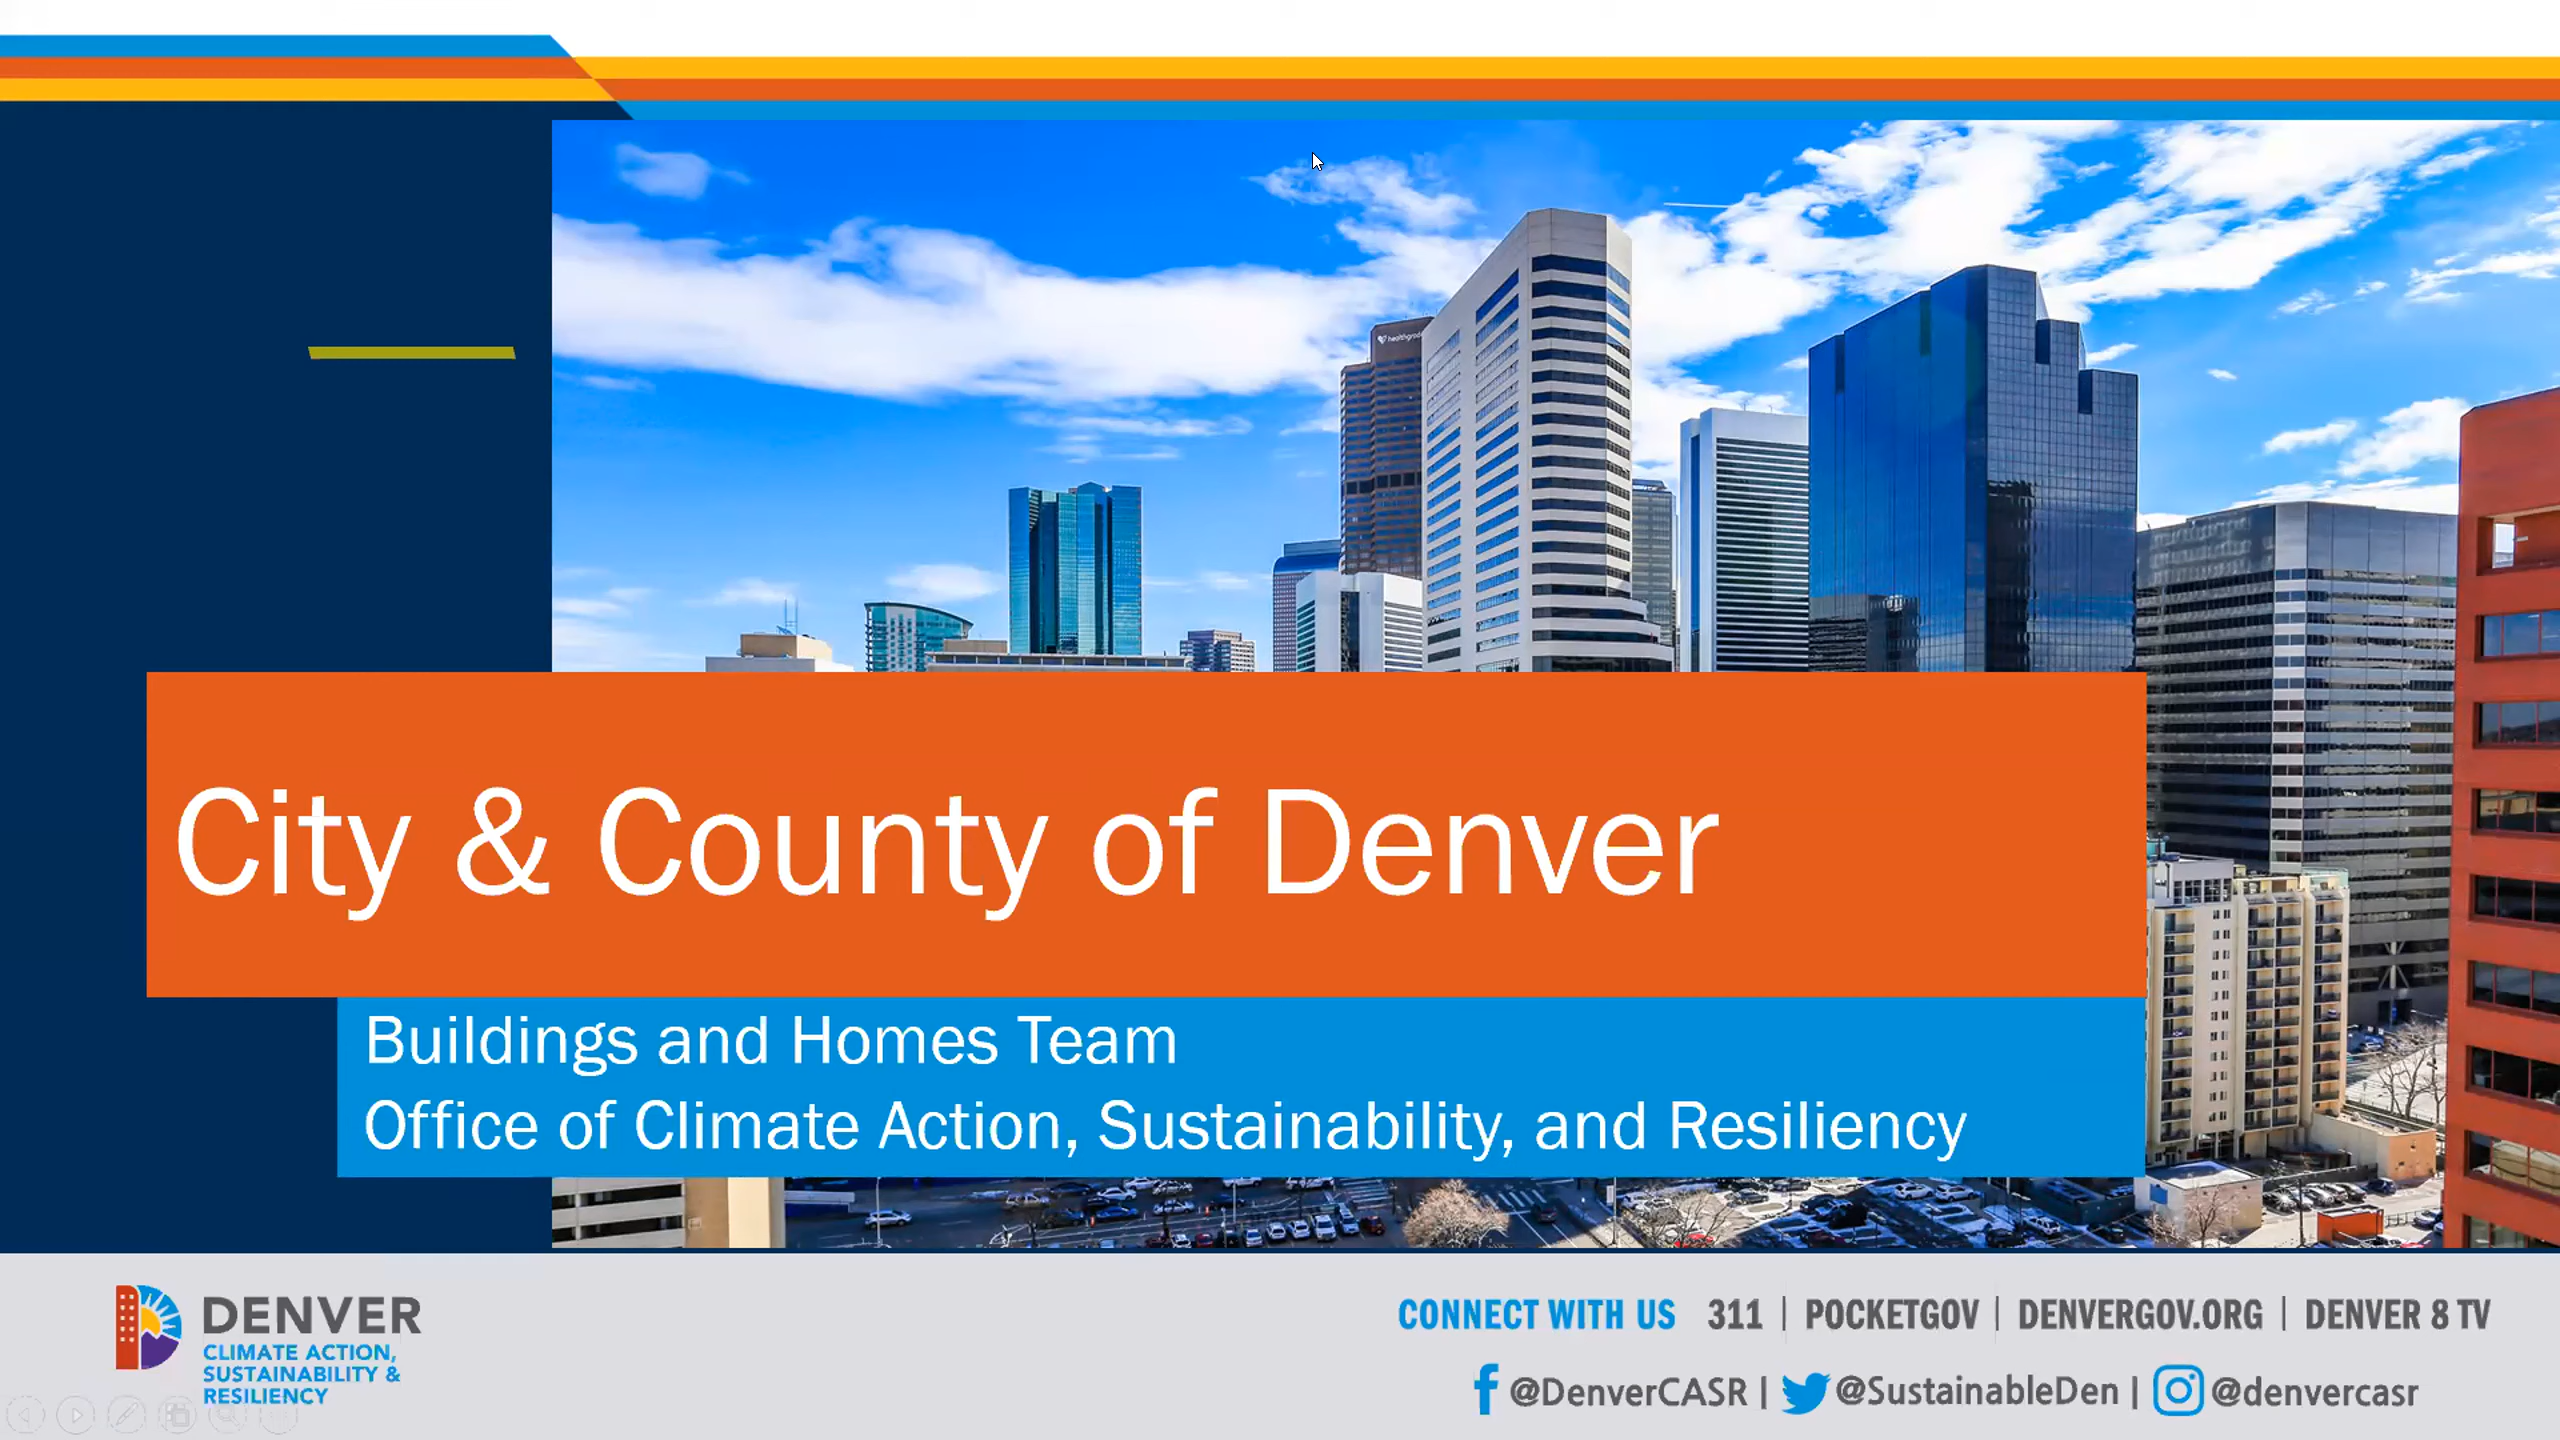 healthgrades
City & County of Denver
Buildings and Homes Team
Office of Climate Action, Sustainability, and Resiliency
DENVER
CLIMATE ACTION,
SUSTAINABILITY &
RESILIENCY
CONNECT WITH US 311 | POCKETGOV | DENVERGOV.ORG | DENVER 8 TV
@DenverCASR | @SustainableDen | @denvercasr